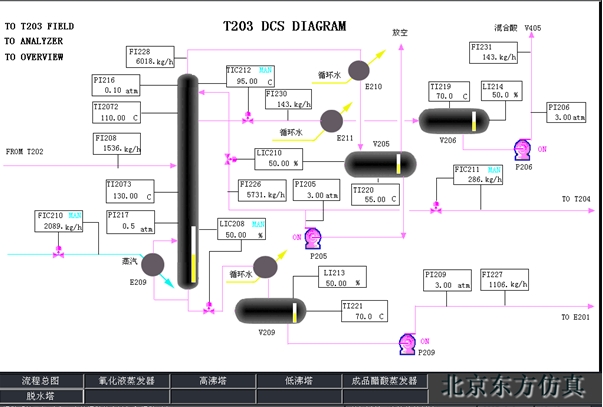 T203 DCS DIAGRAM
TO T203 FIELD
TO ANALYZER
TO OVERVIEW
放空
混合酸 V405
FI228
6018.kg/h
FI231
143.kg/h
PI216
0.10 atm
TIC212 MAN
95.00 C
循环水
E210
FI230
143.kg/h
TI219
70.0 C
LI214
50.0 %
TI2072
110.00 C
PI206
3.00 atm
循环水
E211
V206
FI208
1536.kg/h
V205
ON
P206
FROM T202
LIC210
50.00 %
FIC211 MAN
286.kg/h
TI2073
130.00 C
FI226
5731.kg/h
PI205
3.00 atm
TI220
55.00 C
TO T204
FIC210 MAN
2089.kg/h
PI217
0.5 atm
LIC208 MAN
50.00 %
ON
P205
蒸汽
E209
循环水
LI213
50.00 %
PI209
3.00 atm
FI227
1106.kg/h
TI221
70.0 C
TO E201
V209
ON
P209
流程总图
氧化液蒸发器
高沸塔
低沸塔
成品醋酸蒸发器
脱水塔
北京东方仿真